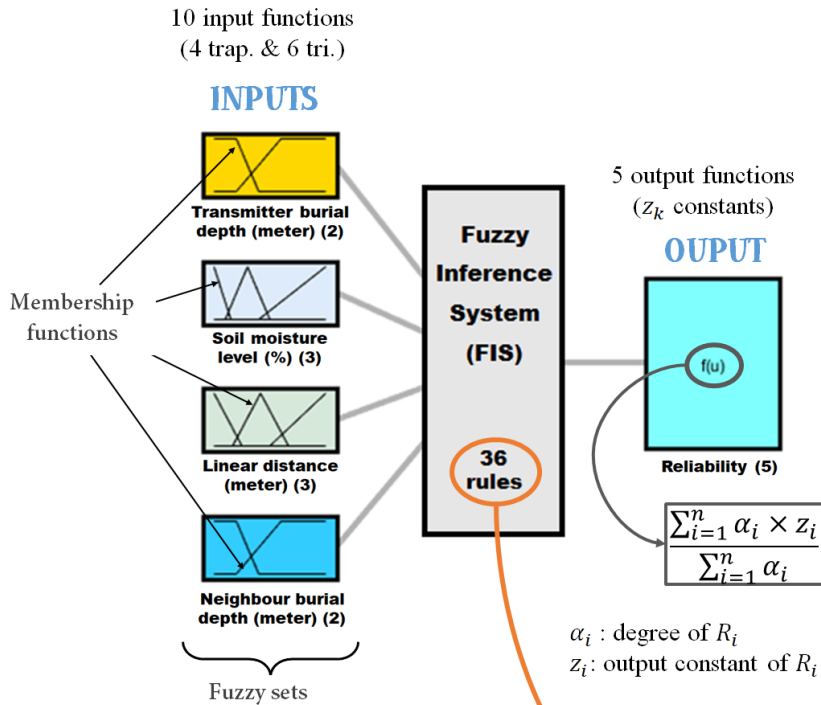 10 input functions
(4 trap. & 6 tri.)
INPUTS
Transmitter burial
depth (meter) (2)
Soil moisture
level (%) (3)
Linear distance
(meter) (3)
Neighbour burial
depth (meter) (2)
Fuzzy sets
Membership
functions
Fuzzy
Inference
System
(FIS)
36
rules
5 output functions
(z_k constants)
OUPUT
f(u)
Reliability (5)
∑_{i=1}^{n} α_i × z_i
∑_{i=1}^{n} α_i
α_i : degree of R_i
z_i: output constant of R_i